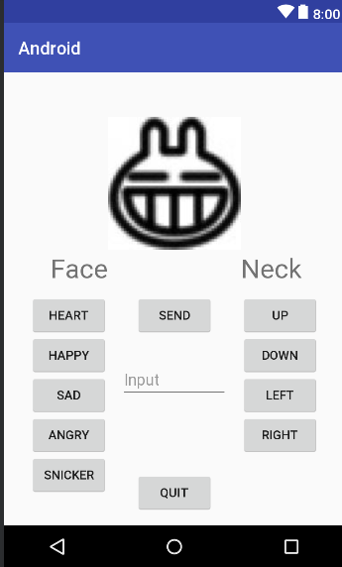 8:00
Android
Face Neck
HEART SEND UP
HAPPY DOWN
Input
SAD LEFT
ANGRY RIGHT
SNICKER
QUIT